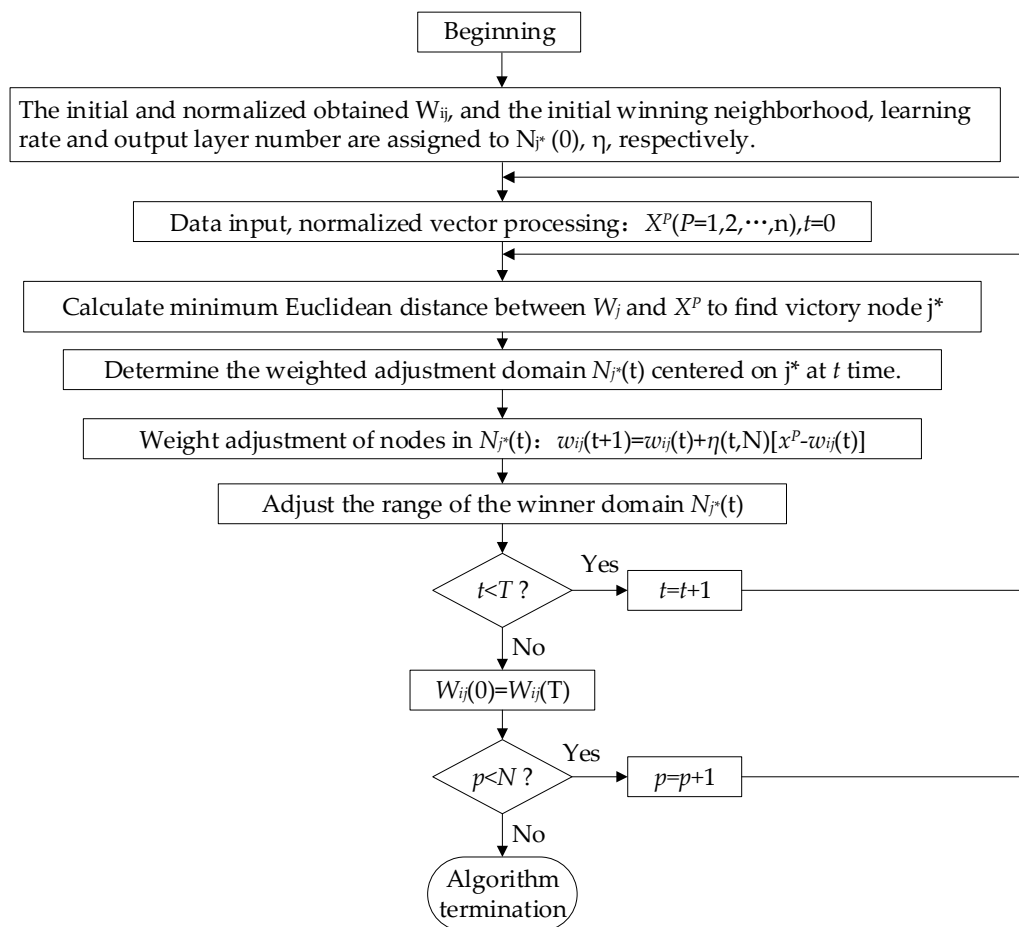 Beginning
The initial and normalized obtained Wij, and the initial winning neighborhood, learning
rate and output layer number are assigned to Nj* (0), η, respectively.
Data input, normalized vector processing：X^P(P=1,2,⋯,n),t=0
Calculate minimum Euclidean distance between Wj and X^P to find victory node j*
Determine the weighted adjustment domain Nj*(t) centered on j* at t time.
Weight adjustment of nodes in Nj*(t)：wij(t+1)=wij(t)+η(t,N)[x^P-wij(t)]
Adjust the range of the winner domain Nj*(t)
t<T ?
Yes
t=t+1
No
Wij(0)=Wij(T)
p<N ?
Yes
p=p+1
No
Algorithm
termination